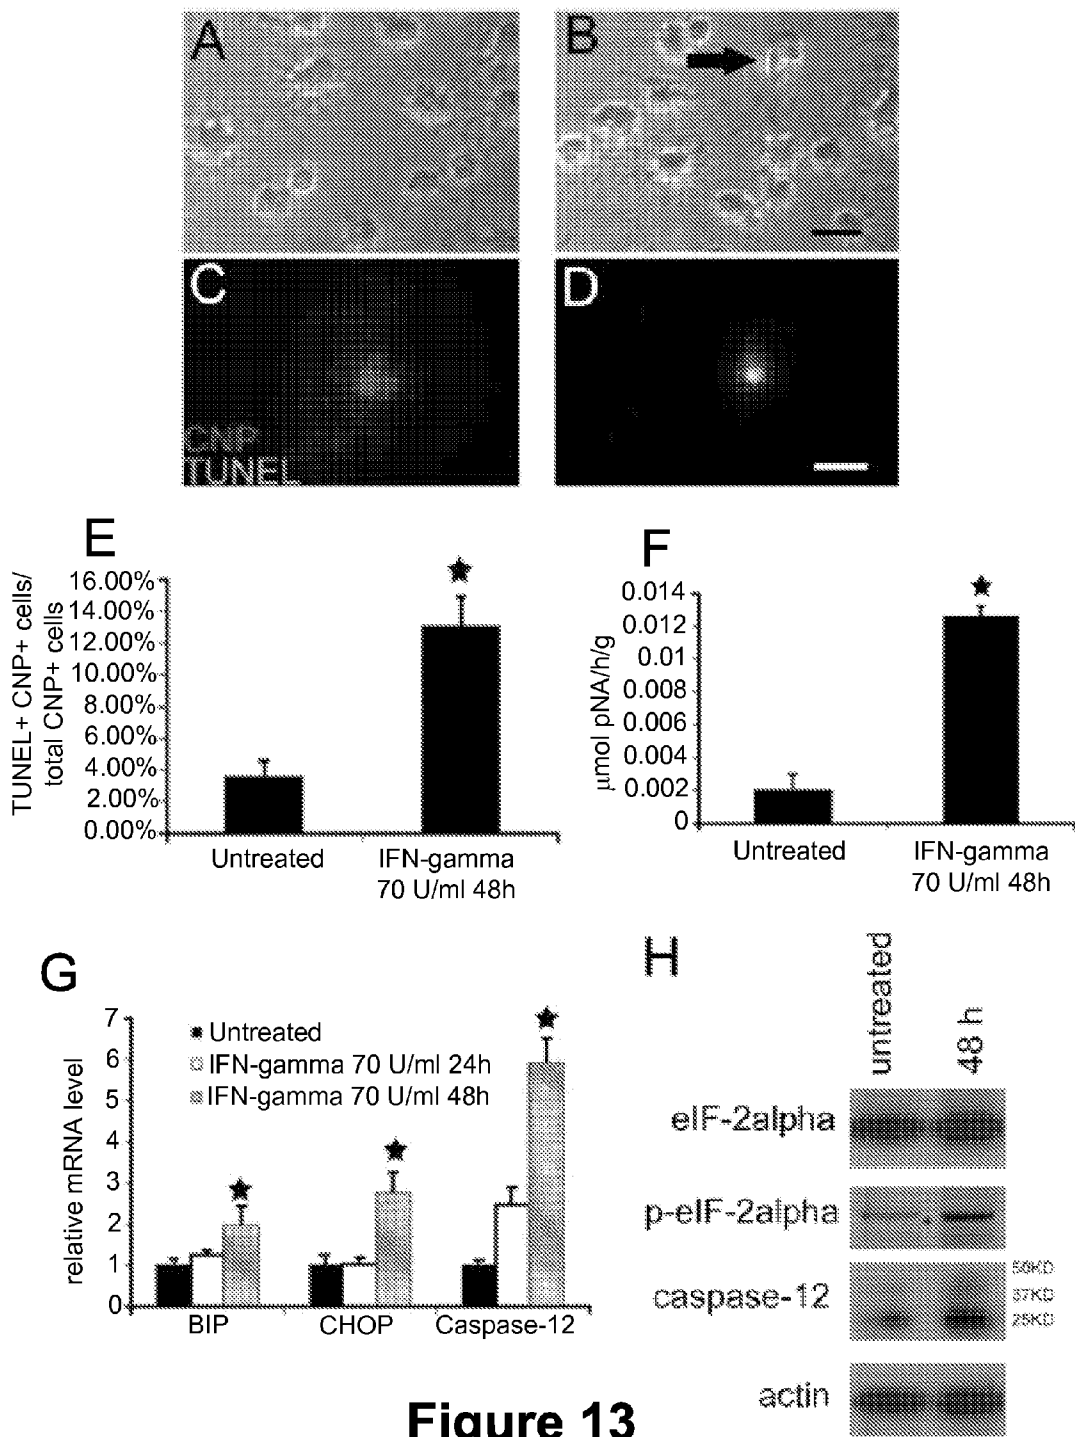 A
B
C
CNP
TUNEL
D
E
TUNEL+ CNP+ cells/
total CNP+ cells
16.00%
14.00%
12.00%
10.00%
8.00%
6.00%
4.00%
2.00%
0.00%
Untreated
IFN-gamma
70 U/ml 48h
F
μmol pNA/h/g
0.014
0.012
0.01
0.008
0.006
0.004
0.002
0
Untreated
IFN-gamma
70 U/ml 48h
G
relative mRNA level
7
6
5
4
3
2
1
0
Untreated
IFN-gamma 70 U/ml 24h
IFN-gamma 70 U/ml 48h
BIP
CHOP
Caspase-12
H
untreated
48 h
eIF-2alpha
p-eIF-2alpha
caspase-12
50KD
37KD
25KD
actin
Figure 13